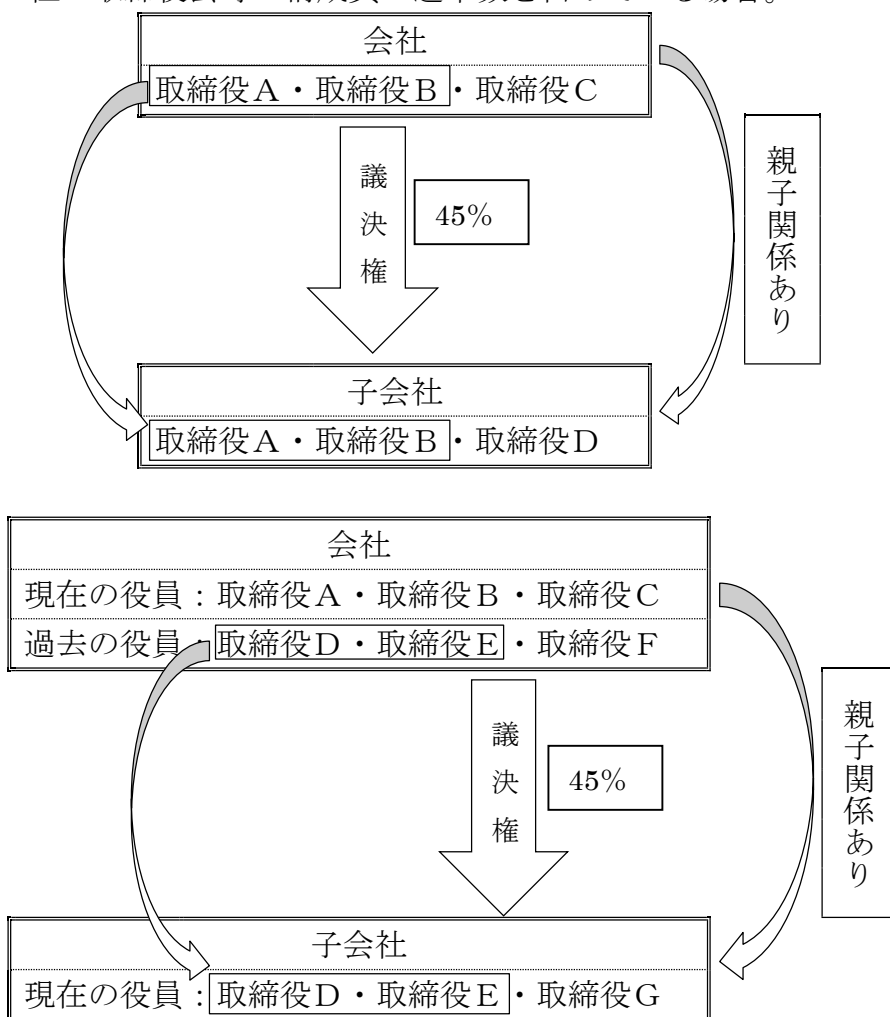 会社
取締役A・取締役B・取締役C
議決権
45%
親子関係あり
子会社
取締役A・取締役B・取締役D
会社
現在の役員：取締役A・取締役B・取締役C
過去の役員：取締役D・取締役E・取締役F
議決権
45%
親子関係あり
子会社
現在の役員：取締役D・取締役E・取締役G